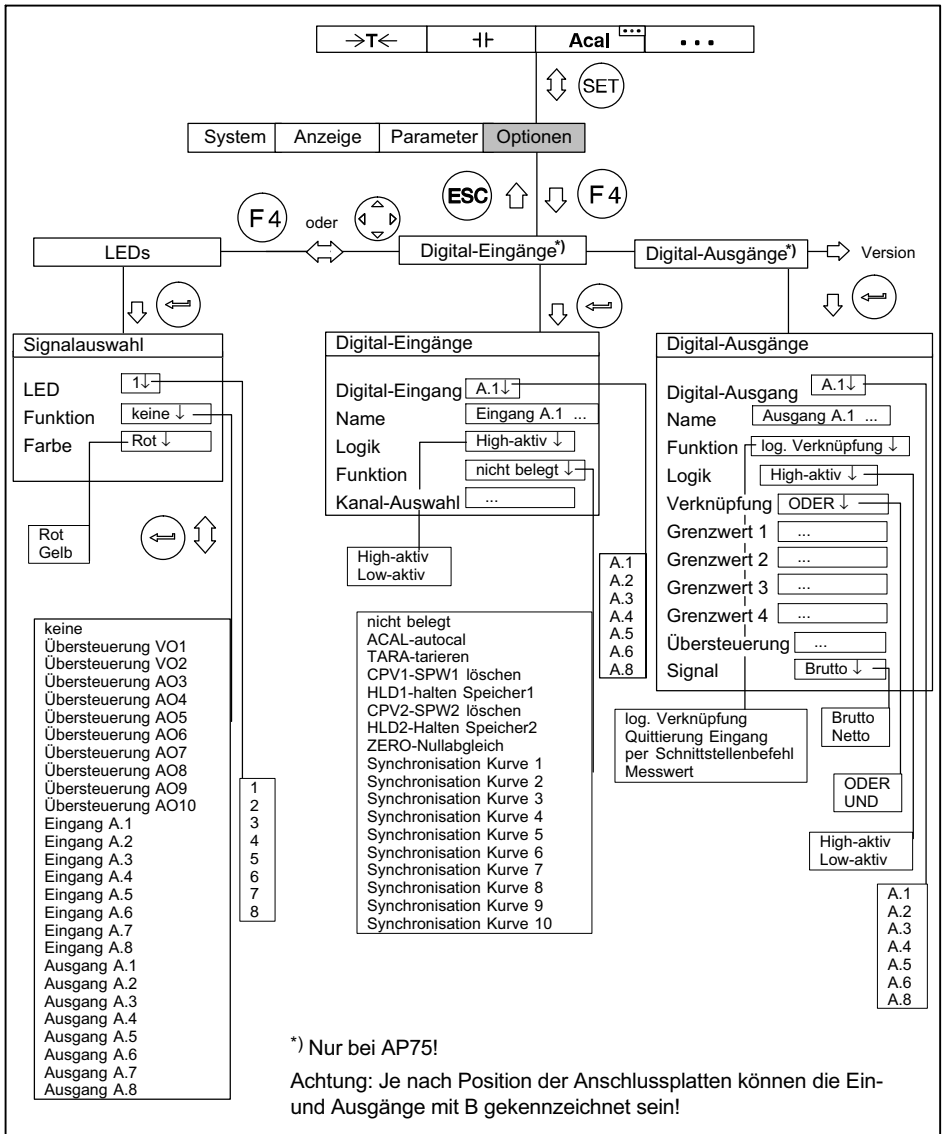 →T← ⊣⊢ Acal ... ...
SET
System Anzeige Parameter Optionen
ESC F4
F4 oder
LEDs Digital-Eingänge*) Digital-Ausgänge*) Version
Signalauswahl
LED 1↓
Funktion keine ↓
Farbe Rot ↓
Rot
Gelb
keine
Übersteuerung VO1
Übersteuerung VO2
Übersteuerung AO3
Übersteuerung AO4
Übersteuerung AO5
Übersteuerung AO6
Übersteuerung AO7
Übersteuerung AO8
Übersteuerung AO9
Übersteuerung AO10
Eingang A.1
Eingang A.2
Eingang A.3
Eingang A.4
Eingang A.5
Eingang A.6
Eingang A.7
Eingang A.8
Ausgang A.1
Ausgang A.2
Ausgang A.3
Ausgang A.4
Ausgang A.5
Ausgang A.6
Ausgang A.7
Ausgang A.8
1
2
3
4
5
6
7
8
Digital-Eingänge
Digital-Eingang A.1↓
Name Eingang A.1 ...
Logik High-aktiv ↓
Funktion nicht belegt ↓
Kanal-Auswahl ...
High-aktiv
Low-aktiv
nicht belegt
ACAL-autocal
TARA-tarieren
CPV1-SPW1 löschen
HLD1-halten Speicher1
CPV2-SPW2 löschen
HLD2-Halten Speicher2
ZERO-Nullabgleich
Synchronisation Kurve 1
Synchronisation Kurve 2
Synchronisation Kurve 3
Synchronisation Kurve 4
Synchronisation Kurve 5
Synchronisation Kurve 6
Synchronisation Kurve 7
Synchronisation Kurve 8
Synchronisation Kurve 9
Synchronisation Kurve 10
A.1
A.2
A.3
A.4
A.5
A.6
A.8
Digital-Ausgänge
Digital-Ausgang A.1↓
Name Ausgang A.1 ...
Funktion log. Verknüpfung ↓
Logik High-aktiv ↓
Verknüpfung ODER ↓
Grenzwert 1 ...
Grenzwert 2 ...
Grenzwert 3 ...
Grenzwert 4 ...
Übersteuerung ...
Signal Brutto ↓
log. Verknüpfung
Quittierung Eingang
per Schnittstellenbefehl
Messwert
Brutto
Netto
ODER
UND
High-aktiv
Low-aktiv
A.1
A.2
A.3
A.4
A.5
A.6
A.8
*) Nur bei AP75!
Achtung: Je nach Position der Anschlussplatten können die Ein-
und Ausgänge mit B gekennzeichnet sein!